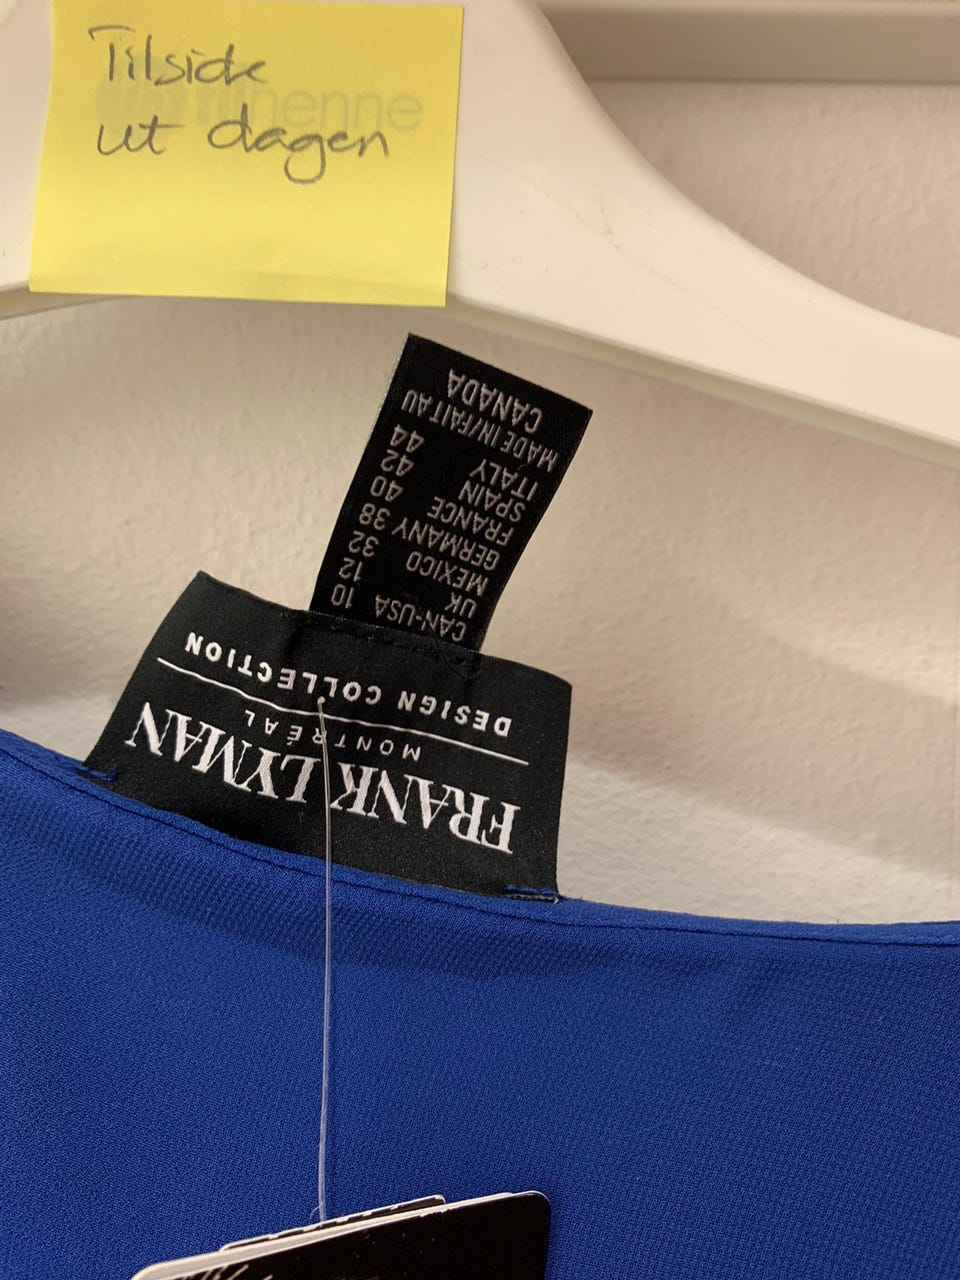 Tilside
ut dagen
FRANK LYMAN
MONTRÉAL
DESIGN COLLECTION
CAN-USA 10
UK 12
MEXICO 32
GERMANY 38
FRANCE 40
SPAIN 42
ITALY 44
MADE IN/FAIT AU
CANADA